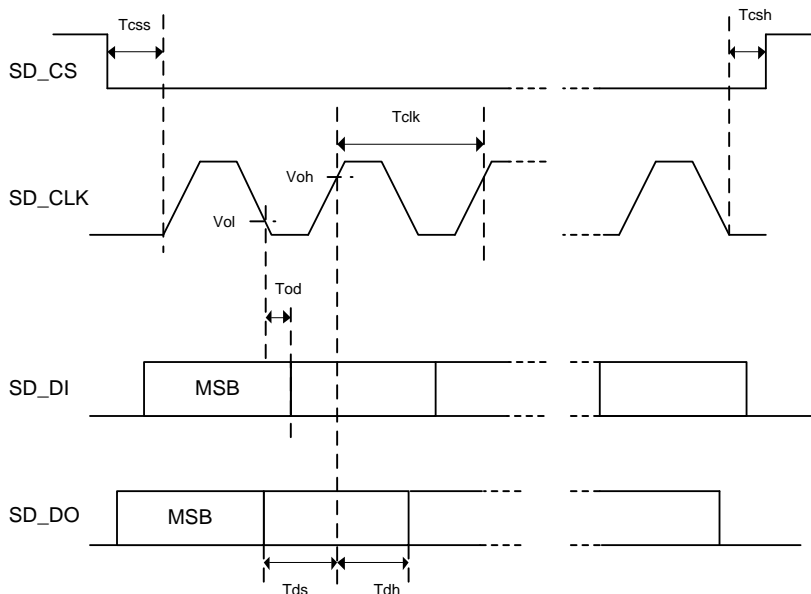 Tcss
Tcsh
SD_CS
Tclk
Voh
SD_CLK
Vol
Tod
SD_DI
MSB
SD_DO
MSB
Tds
Tdh